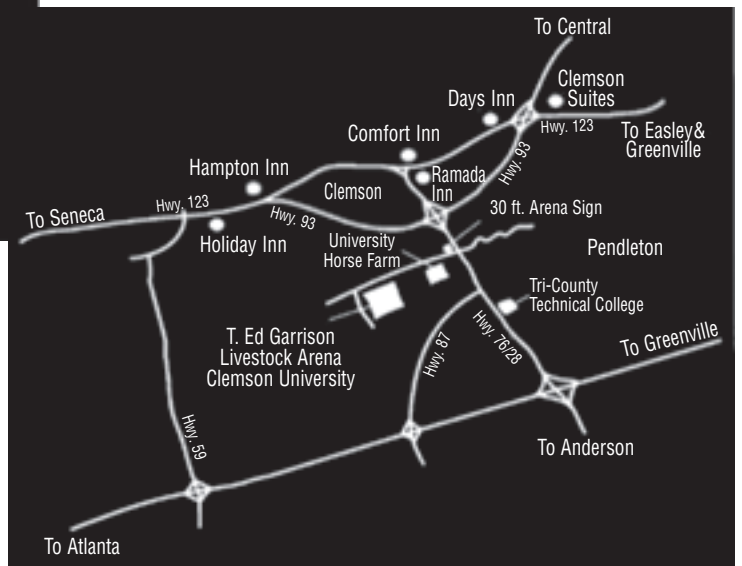 To Central
Clemson
Suites
Days Inn
Hwy. 123
To Easley&
Greenville
Comfort Inn
Hwy. 93
Hampton Inn
Ramada
Inn
Clemson
Hwy. 123
To Seneca
Hwy. 93
30 ft. Arena Sign
Holiday Inn
University
Horse Farm
Pendleton
Tri-County
Technical College
T. Ed Garrison
Livestock Arena
Clemson University
Hwy. 87
Hwy. 76/28
To Greenville
Hwy. 59
To Anderson
To Atlanta